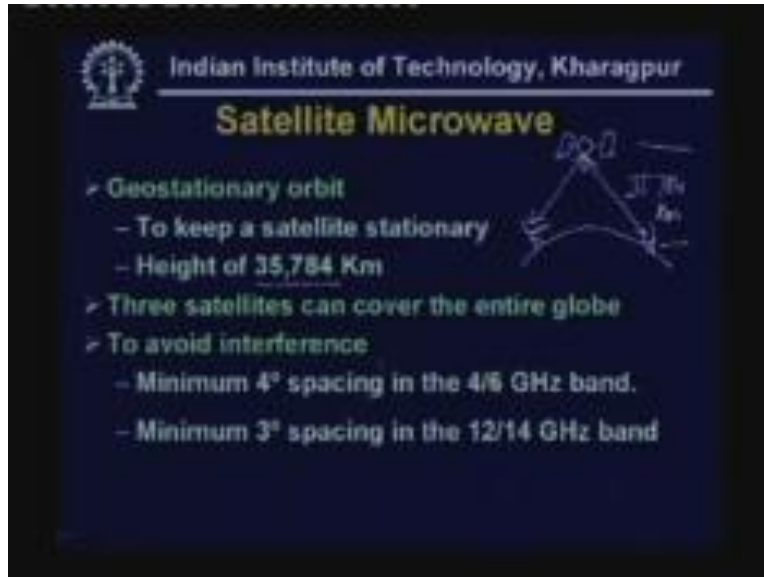 Indian Institute of Technology, Kharagpur
Satellite Microwave
➢ Geostationary orbit
– To keep a satellite stationary
– Height of 35,784 Km
➢ Three satellites can cover the entire globe
➢ To avoid interference
– Minimum 4° spacing in the 4/6 GHz band.
– Minimum 3° spacing in the 12/14 GHz band